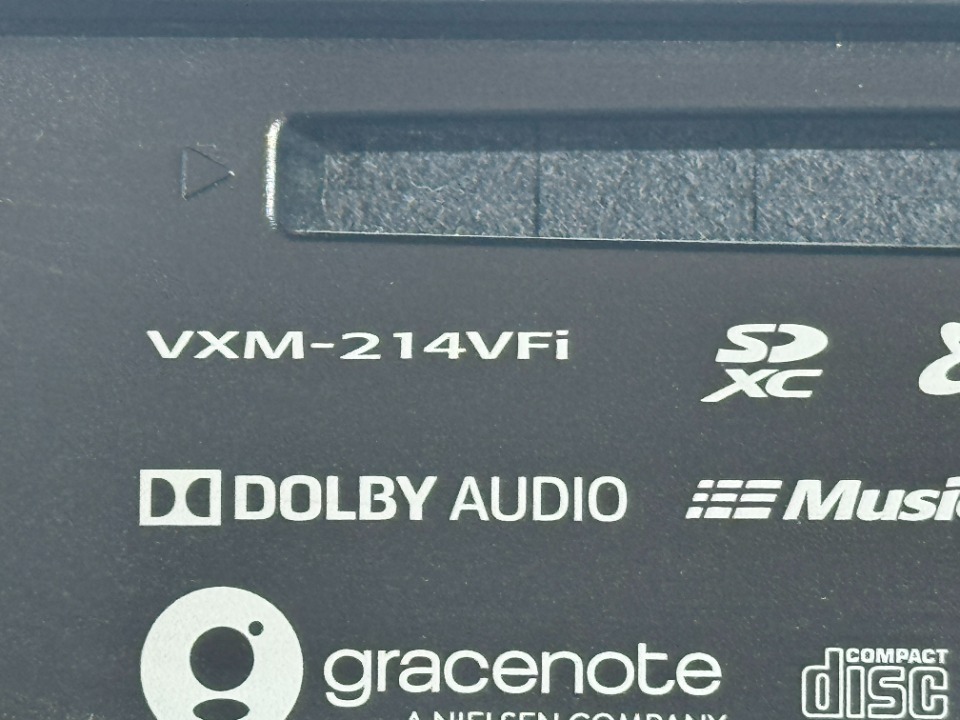 VXM-214VFi
SD
XC
DOLBY AUDIO
gracenote
A NIELSEN COMPANY
COMPACT
disc